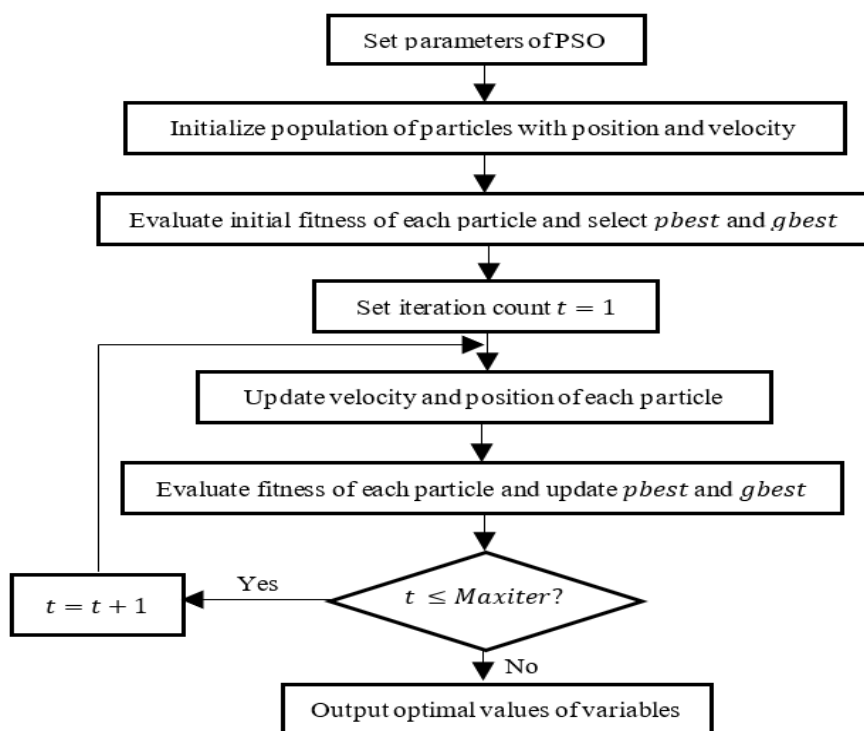 Set parameters of PSO
Initialize population of particles with position and velocity
Evaluate initial fitness of each particle and select pbest and gbest
Set iteration count t = 1
Update velocity and position of each particle
Evaluate fitness of each particle and update pbest and gbest
t ≤ Maxiter?
Yes
t = t + 1
No
Output optimal values of variables